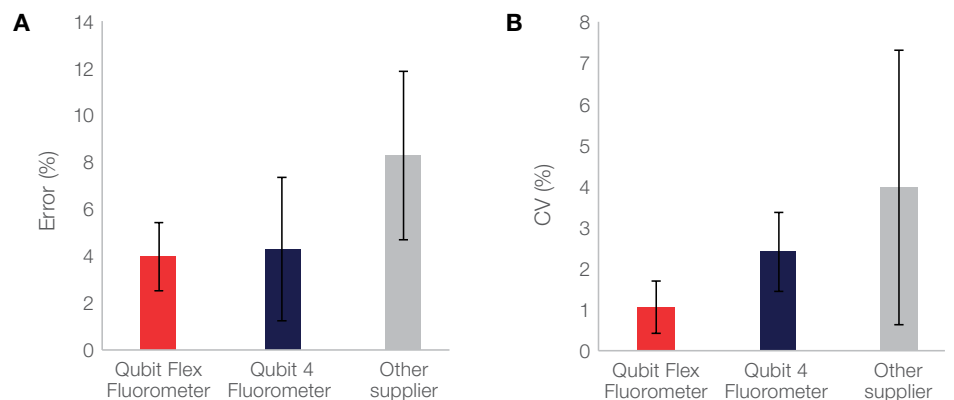 A
Error (%)
14
12
10
8
6
4
2
0
Qubit Flex
Fluorometer
Qubit 4
Fluorometer
Other
supplier
B
CV (%)
8
7
6
5
4
3
2
1
0
Qubit Flex
Fluorometer
Qubit 4
Fluorometer
Other
supplier